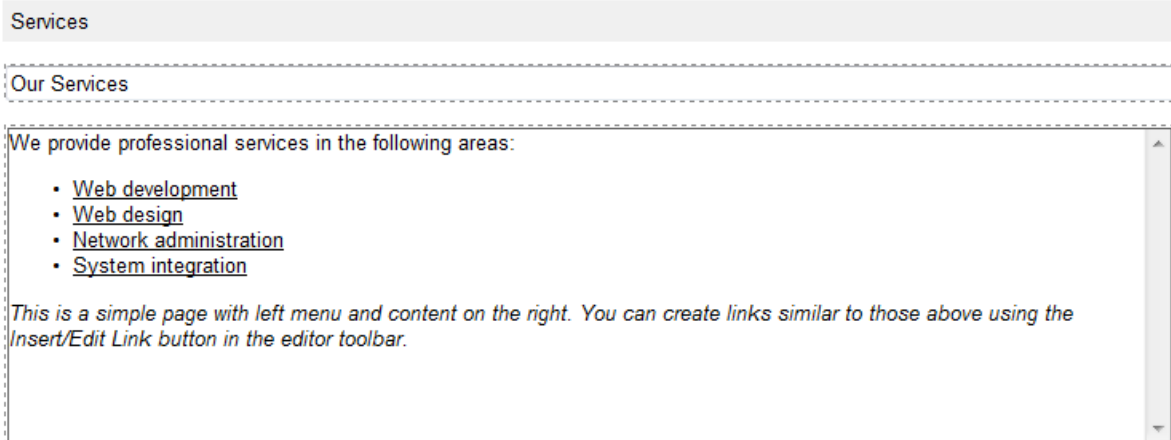 Services
Our Services
We provide professional services in the following areas:
• Web development
• Web design
• Network administration
• System integration
This is a simple page with left menu and content on the right. You can create links similar to those above using the
Insert/Edit Link button in the editor toolbar.